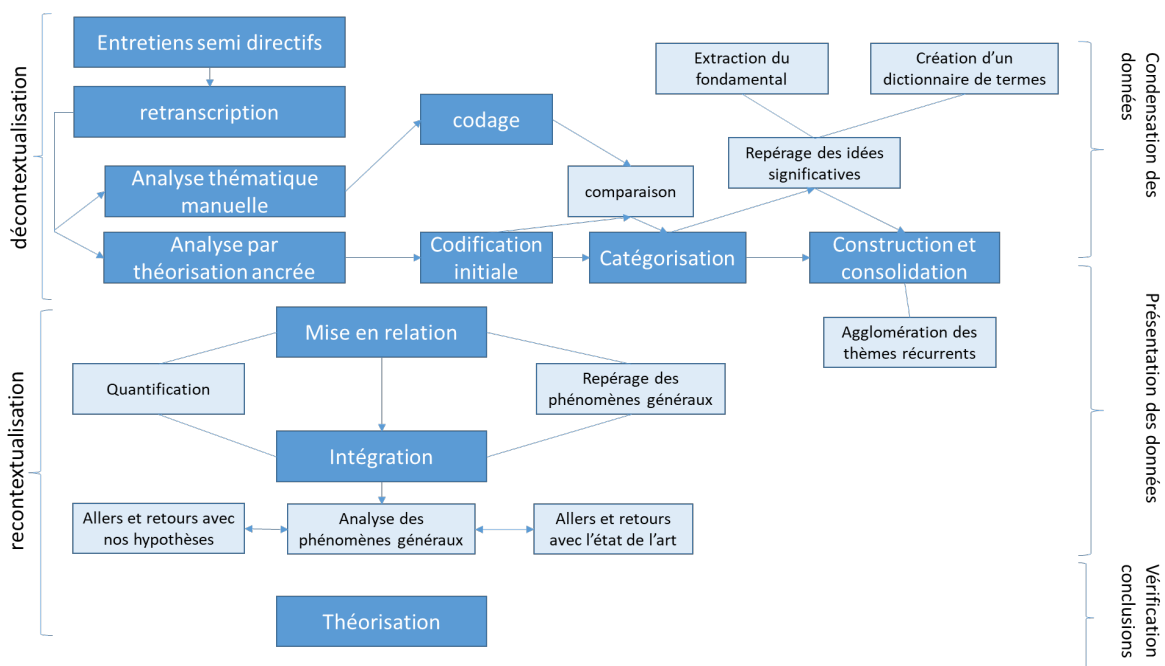 décontextualisation
Entretiens semi directifs
retranscription
Analyse thématique
manuelle
Analyse par
théorisation ancrée
codage
Codification
initiale
comparaison
Catégorisation
Extraction du
fondamental
Création d’un
dictionnaire de termes
Repérage des idées
significatives
Construction et
consolidation
Agglomération des
thèmes récurrents
Condensation des
données
recontextualisation
Mise en relation
Quantification
Repérage des
phénomènes généraux
Intégration
Allers et retours avec
nos hypothèses
Analyse des
phénomènes généraux
Allers et retours
avec l’état de l’art
Théorisation
Présentation des données
Vérification
conclusions